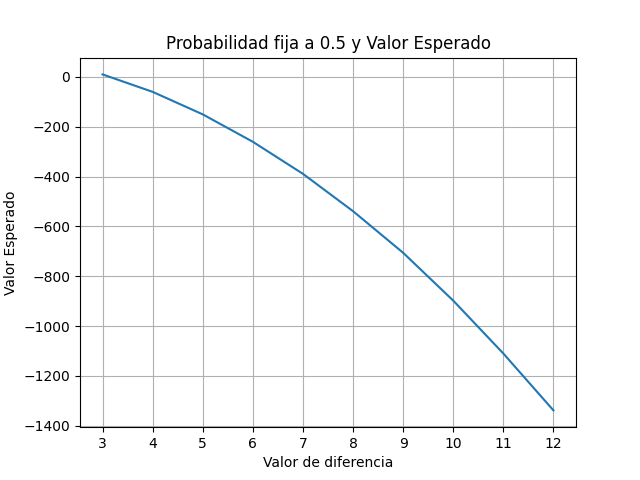 Probabilidad fija a 0.5 y Valor Esperado
0
−200
−400
−600
−800
−1000
−1200
−1400
Valor Esperado
3 4 5 6 7 8 9 10 11 12
Valor de diferencia